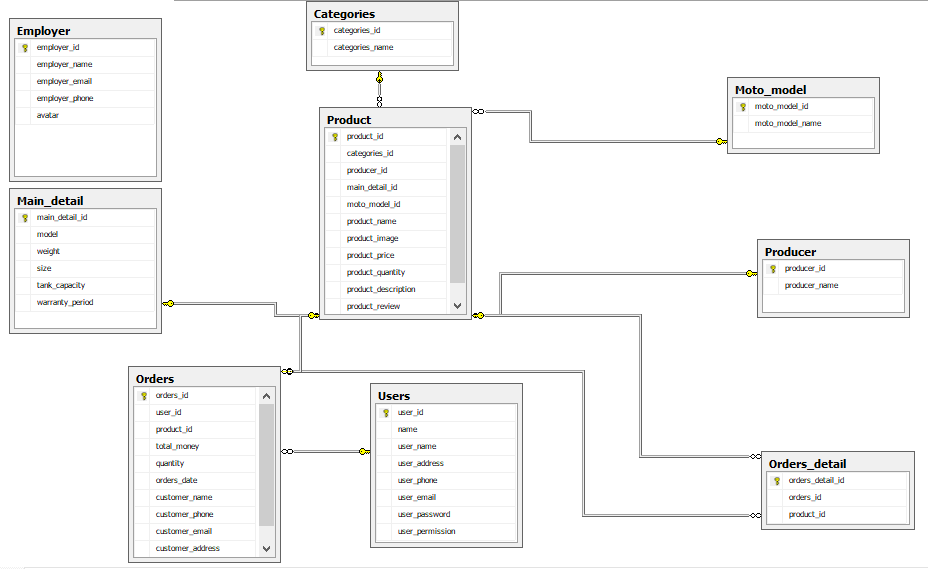 Employer
employer_id
employer_name
employer_email
employer_phone
avatar
Categories
categories_id
categories_name
Moto_model
moto_model_id
moto_model_name
Product
product_id
categories_id
producer_id
main_detail_id
moto_model_id
product_name
product_image
product_price
product_quantity
product_description
product_review
Main_detail
main_detail_id
model
weight
size
tank_capacity
warranty_period
Producer
producer_id
producer_name
Orders
orders_id
user_id
product_id
total_money
quantity
orders_date
customer_name
customer_phone
customer_email
customer_address
Users
user_id
name
user_name
user_address
user_phone
user_email
user_password
user_permission
Orders_detail
orders_detail_id
orders_id
product_id